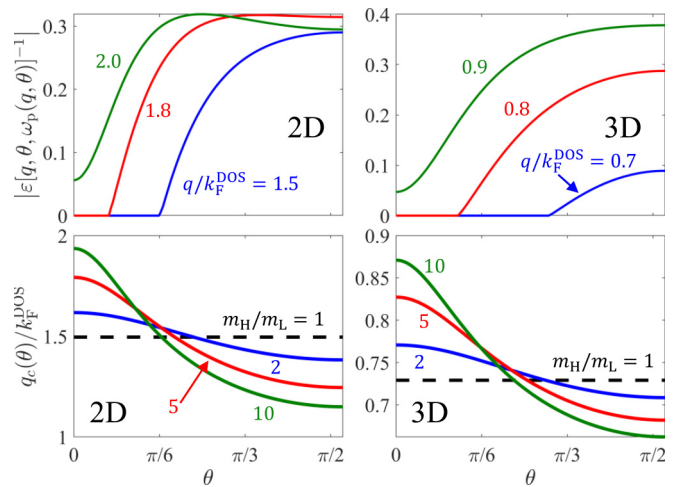 |ε[q, θ, ω_p(q, θ)]⁻¹|
0.3
0.2
0.1
0
2.0
1.8
q/k_F^DOS = 1.5
2D
0.4
0.3
0.2
0.1
0
0.9
0.8
3D
q/k_F^DOS = 0.7
q_c(θ)/k_F^DOS
2
1.5
1
m_H/m_L = 1
2
5
10
2D
0
π/6
π/3
π/2
θ
0.9
0.85
0.8
0.75
0.7
10
5
m_H/m_L = 1
2
3D
0
π/6
π/3
π/2
θ